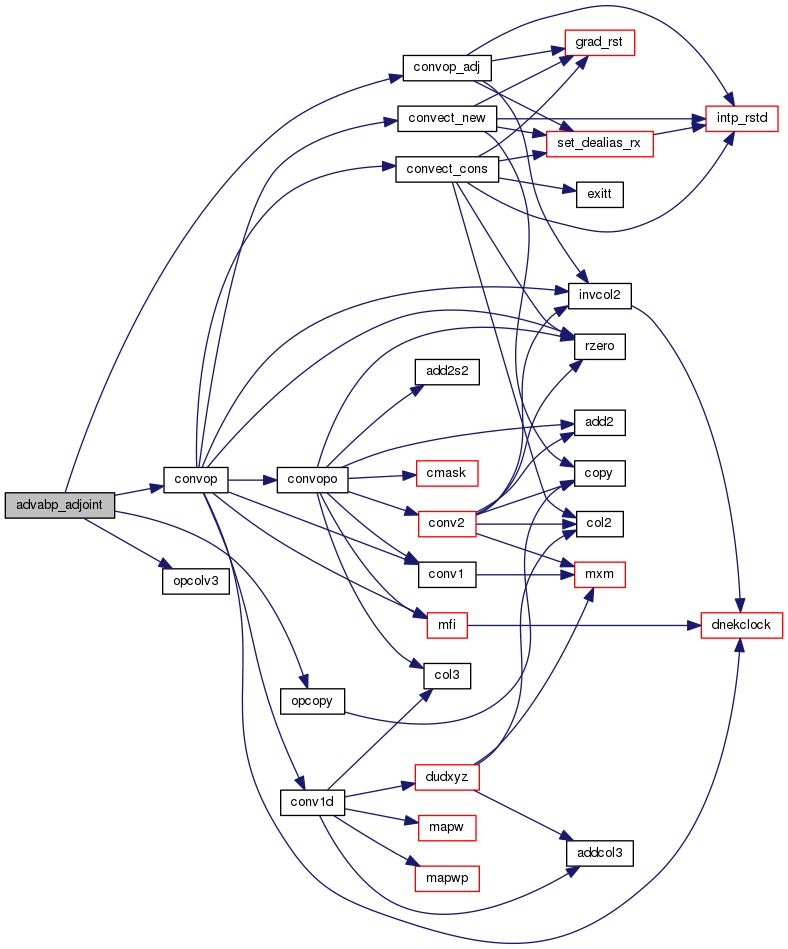 grad_rst
convop_adj
convect_new
intp_rstd
set_dealias_rx
convect_cons
exitt
invcol2
rzero
add2s2
add2
cmask
copy
convop
convopo
advabp_adjoint
conv2
col2
conv1
mxm
opcolv3
mfi
dnekclock
col3
opcopy
dudxyz
conv1d
mapw
addcol3
mapwp